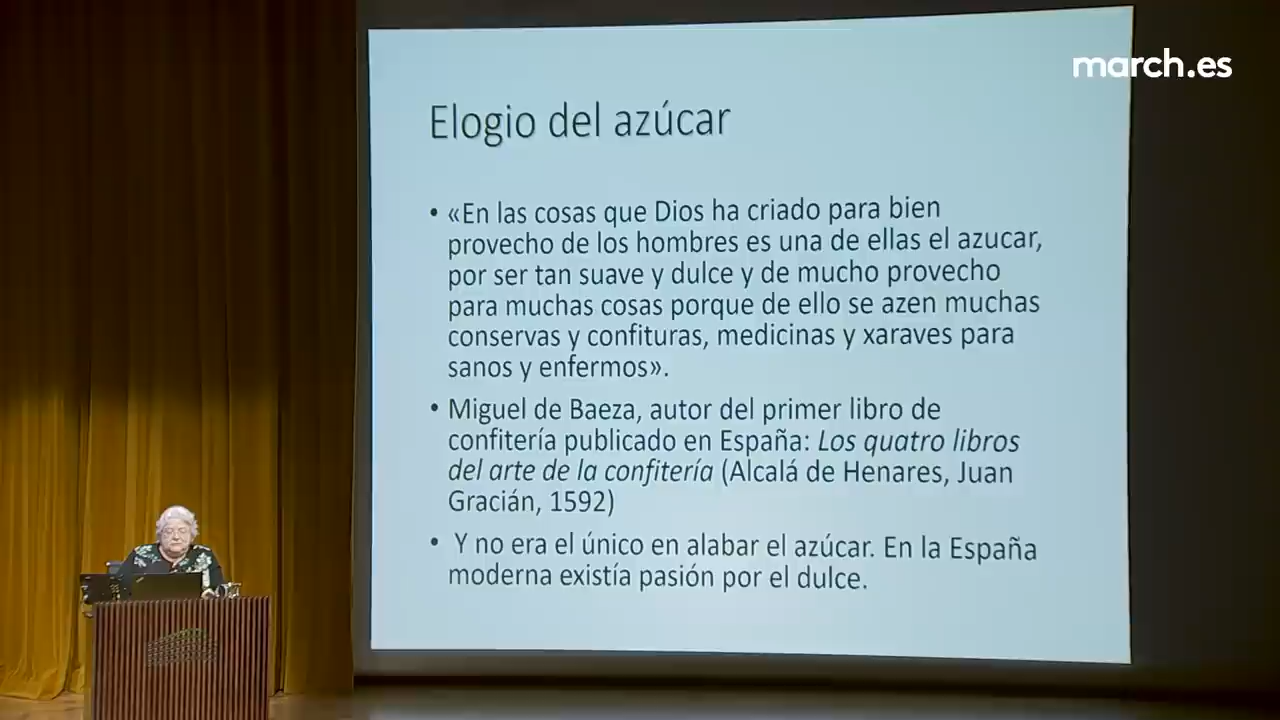 march.es
Elogio del azúcar
• «En las cosas que Dios ha criado para bien
provecho de los hombres es una de ellas el azucar,
por ser tan suave y dulce y de mucho provecho
para muchas cosas porque de ello se azen muchas
conservas y confituras, medicinas y xaraves para
sanos y enfermos».
• Miguel de Baeza, autor del primer libro de
confitería publicado en España: Los quatro libros
del arte de la confitería (Alcalá de Henares, Juan
Gracián, 1592)
• Y no era el único en alabar el azúcar. En la España
moderna existía pasión por el dulce.